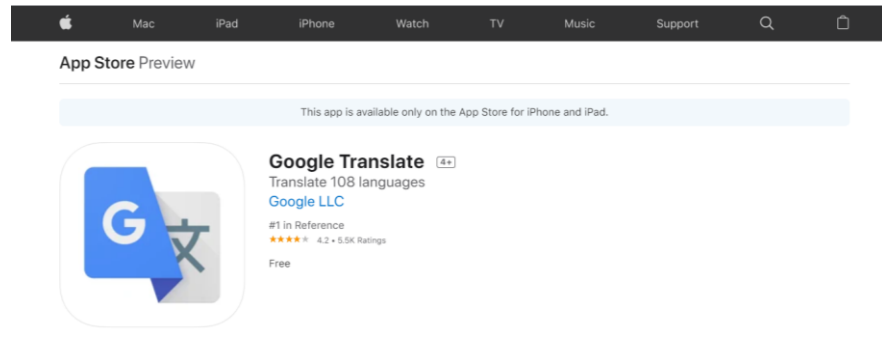 Mac iPad iPhone Watch TV Music Support
App Store Preview
This app is available only on the App Store for iPhone and iPad.
Google Translate 4+
Translate 108 languages
Google LLC
#1 in Reference
★★★★★ 4.2 • 5.5K Ratings
Free
G 文